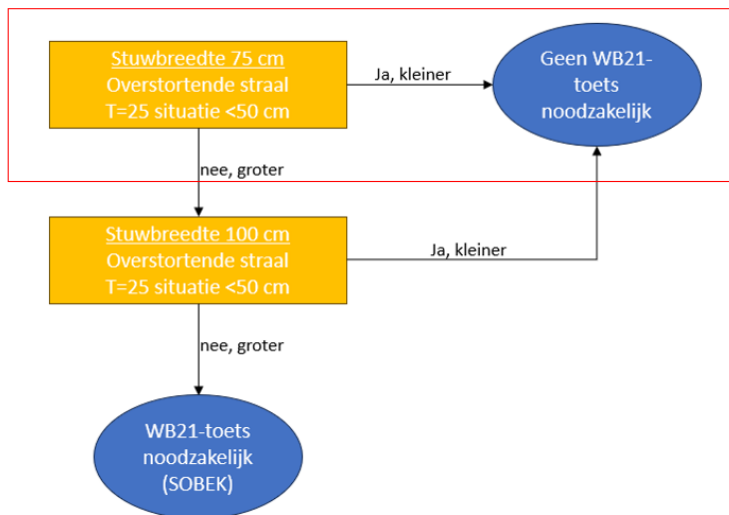 Stuwbreedte 75 cm
Overstortende straal
T=25 situatie <50 cm
Ja, kleiner
Geen WB21-
toets
noodzakelijk
nee, groter
Stuwbreedte 100 cm
Overstortende straal
T=25 situatie <50 cm
Ja, kleiner
nee, groter
WB21-toets
noodzakelijk
(SOBEK)